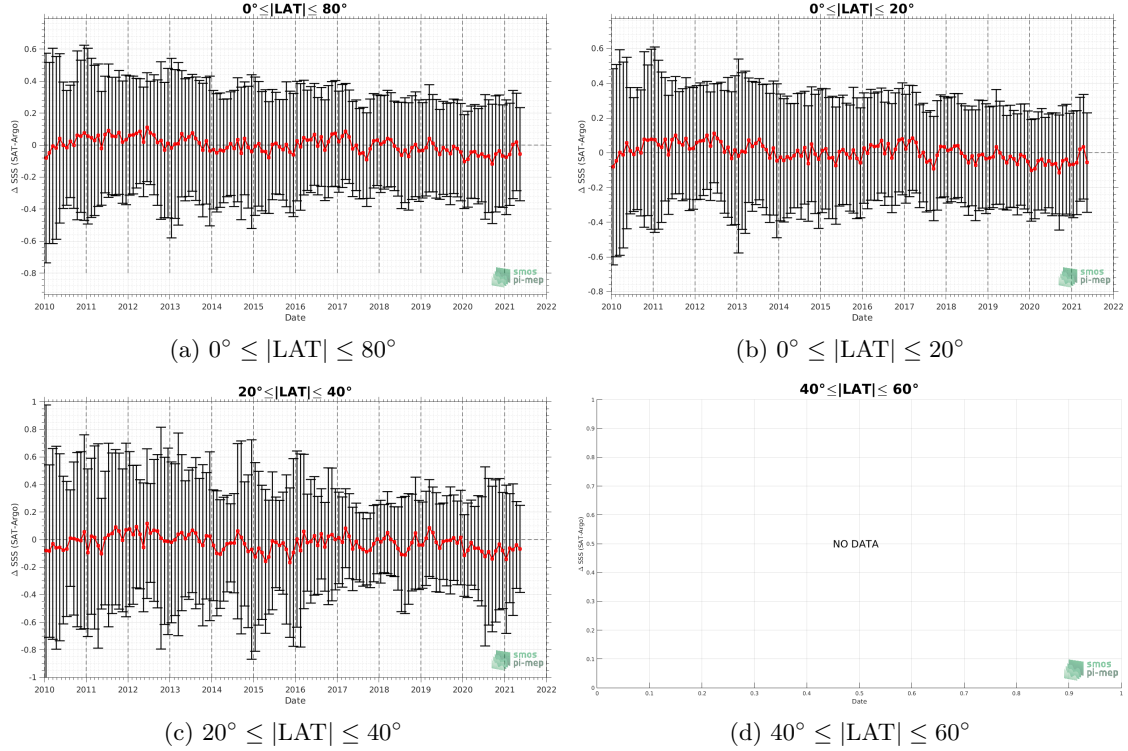 0°≤|LAT|≤ 80°
Δ SSS (SAT-Argo)
0.6
0.4
0.2
0
-0.2
-0.4
-0.6
-0.8
2010 2011 2012 2013 2014 2015 2016 2017 2018 2019 2020 2021 2022
Date
smos
pi-mep
(a) 0° ≤ |LAT| ≤ 80°
0°≤|LAT|≤ 20°
Δ SSS (SAT-Argo)
0.6
0.4
0.2
0
-0.2
-0.4
-0.6
-0.8
2010 2011 2012 2013 2014 2015 2016 2017 2018 2019 2020 2021 2022
Date
smos
pi-mep
(b) 0° ≤ |LAT| ≤ 20°
20°≤|LAT|≤ 40°
Δ SSS (SAT-Argo)
1
0.8
0.6
0.4
0.2
0
-0.2
-0.4
-0.6
-0.8
-1
2010 2011 2012 2013 2014 2015 2016 2017 2018 2019 2020 2021 2022
Date
smos
pi-mep
(c) 20° ≤ |LAT| ≤ 40°
40°≤|LAT|≤ 60°
Δ SSS (SAT-Argo)
1
0.9
0.8
0.7
0.6
0.5
0.4
0.3
0.2
0.1
0
NO DATA
0 0.1 0.2 0.3 0.4 0.5 0.6 0.7 0.8 0.9 1
Date
smos
pi-mep
(d) 40° ≤ |LAT| ≤ 60°